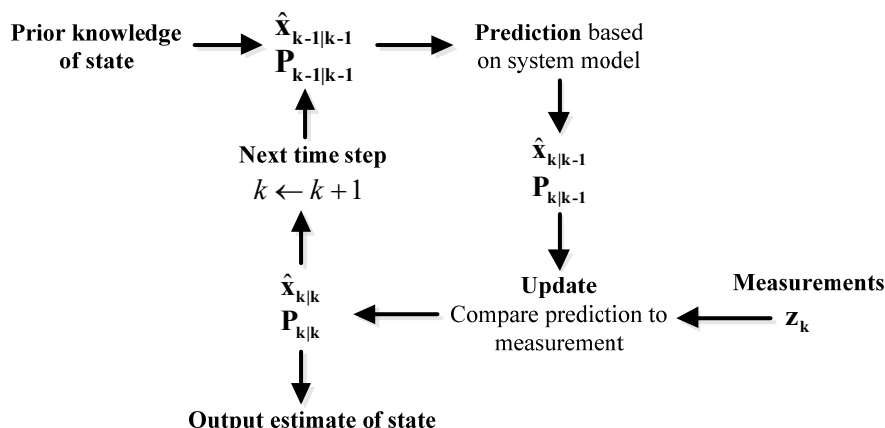 Prior knowledge
of state
x̂k-1|k-1
Pk-1|k-1
Prediction based
on system model
x̂k|k-1
Pk|k-1
Next time step
k ← k + 1
Update
Compare prediction to
measurement
Measurements
zk
x̂k|k
Pk|k
Output estimate of state